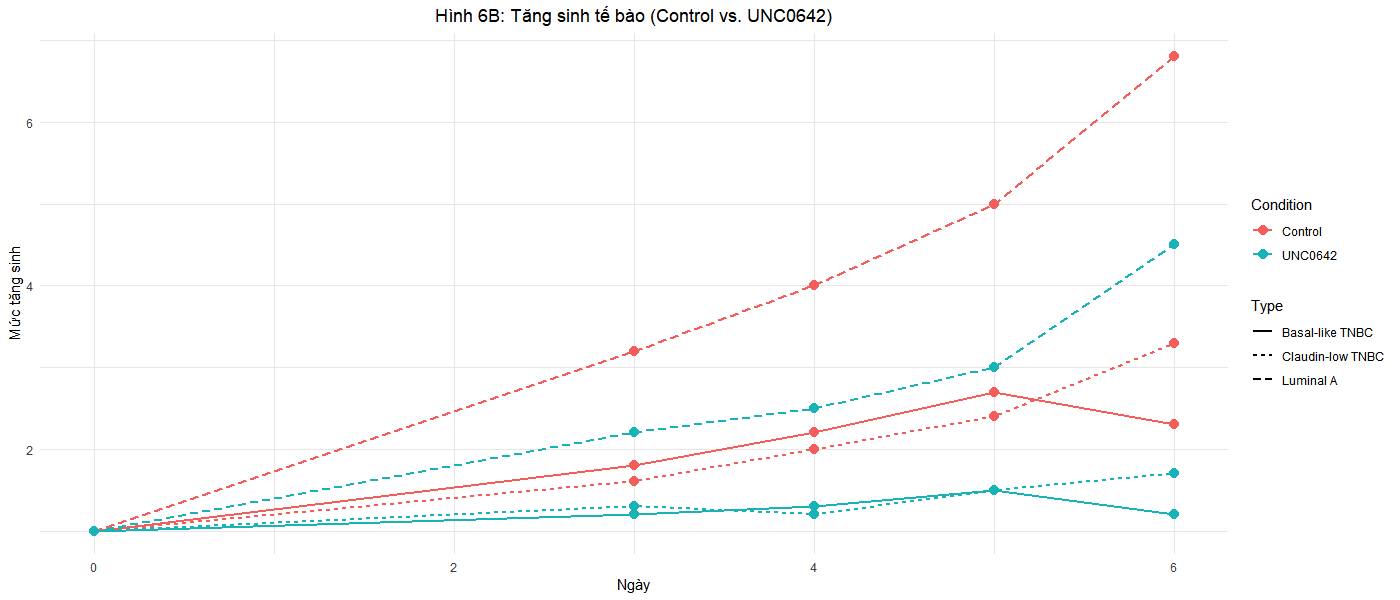 Hình 6B: Tăng sinh tế bào (Control vs. UNC0642)
Mức tăng sinh
6
4
2
0
2
4
6
Ngày
Condition
Control
UNC0642
Type
Basal-like TNBC
Claudin-low TNBC
Luminal A